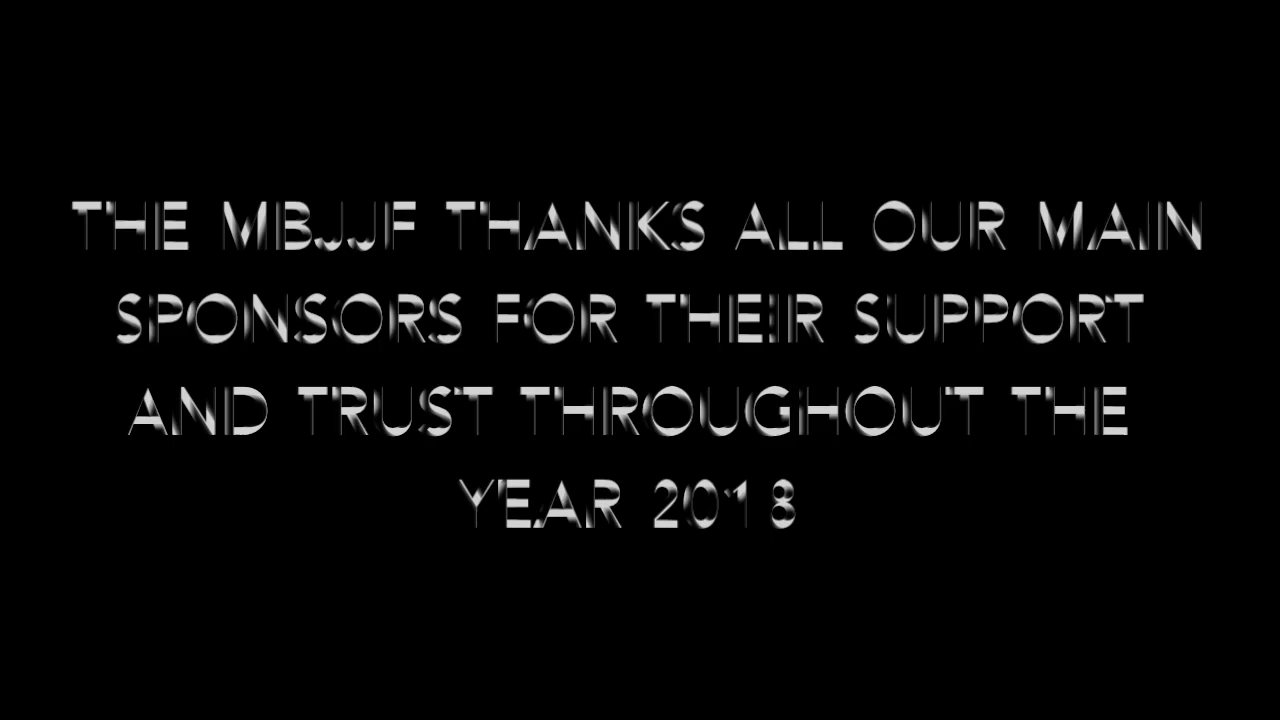 THE MBJJF THANKS ALL OUR MAIN
SPONSORS FOR THEIR SUPPORT
AND TRUST THROUGHOUT THE
YEAR 2018